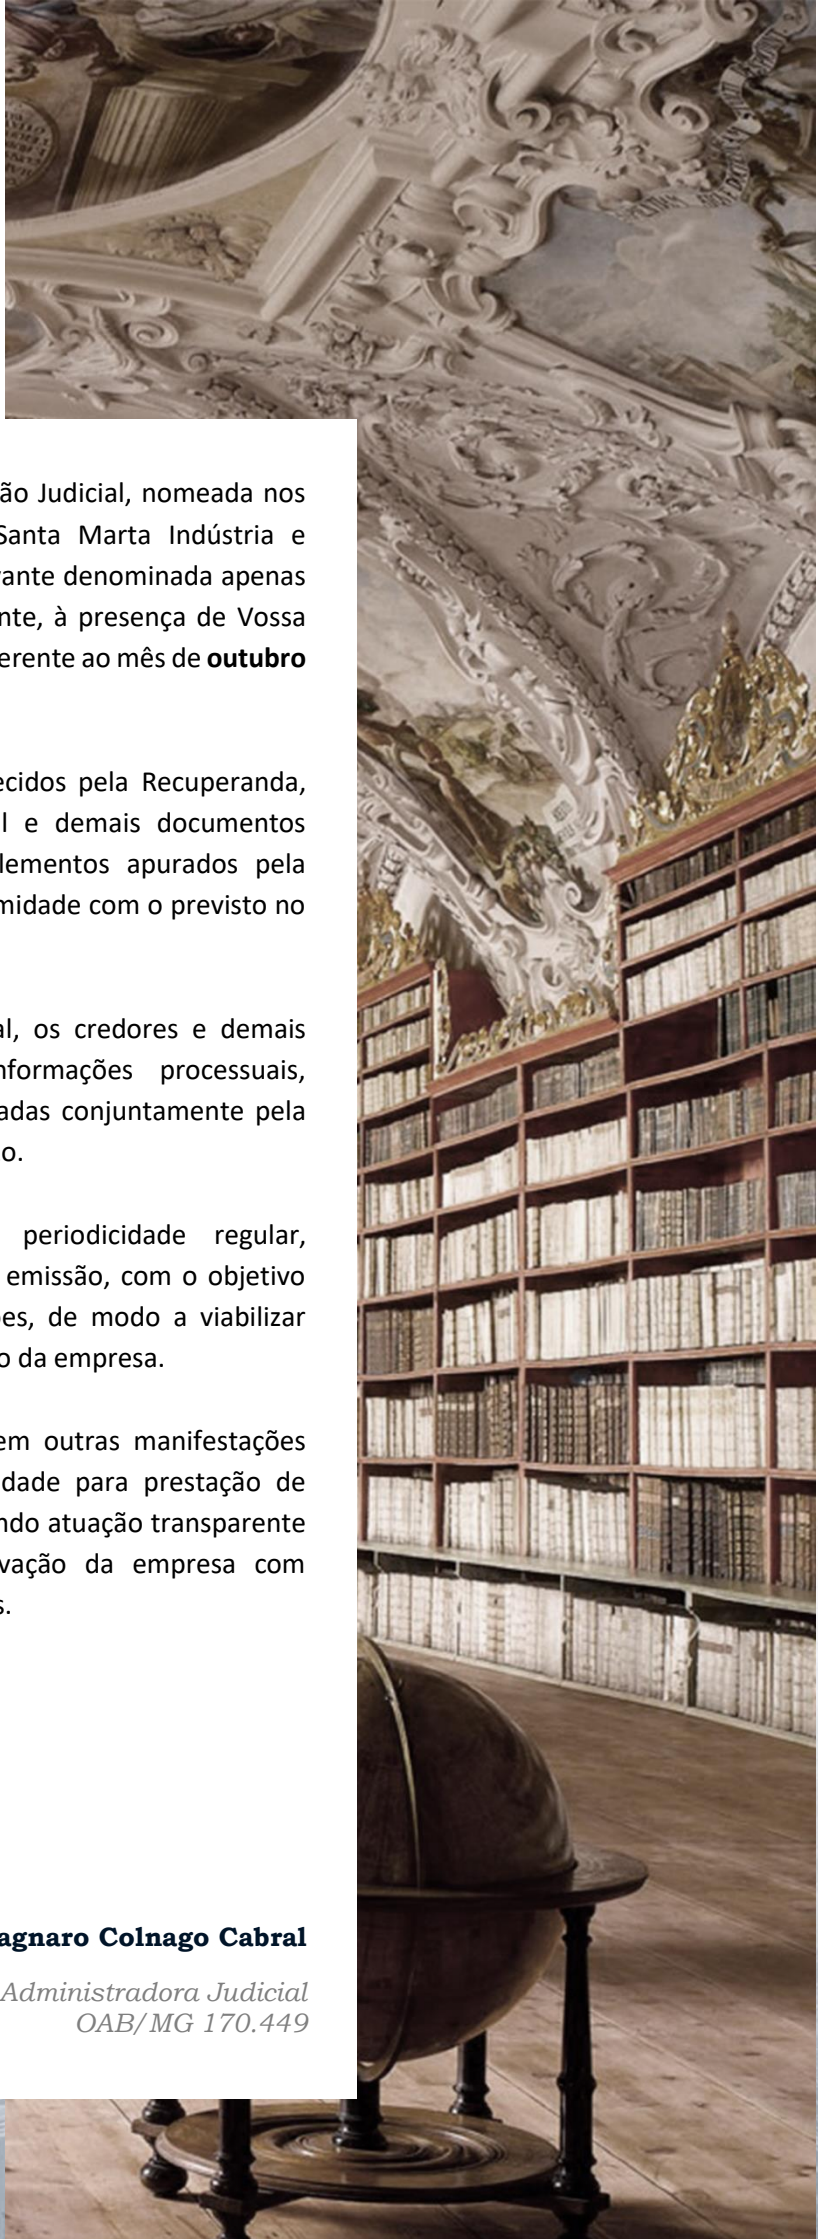 ão Judicial, nomeada nos
Santa Marta Indústria e
rante denominada apenas
nte, à presença de Vossa
erente ao mês de outubro
ecidos pela Recuperanda,
l e demais documentos
lementos apurados pela
midade com o previsto no
al, os credores e demais
nformações processuais,
adas conjuntamente pela
o.
periodicidade regular,
emissão, com o objetivo
es, de modo a viabilizar
o da empresa.
em outras manifestações
dade para prestação de
ndo atuação transparente
vação da empresa com
s.
agnaro Colnago Cabral
Administradora Judicial
OAB/MG 170.449